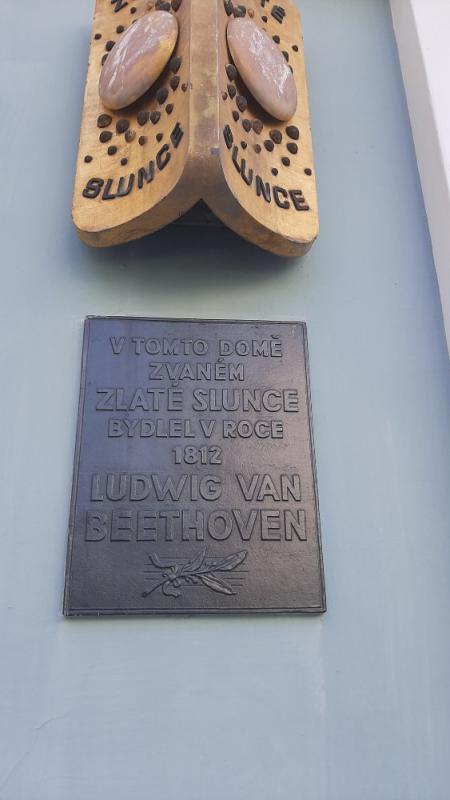 SLUNCE
SLUNCE
V TOMTO DOMĚ
ZVANÉM
ZLATÉ SLUNCE
BYDLEL V ROCE
1812
LUDWIG VAN
BEETHOVEN